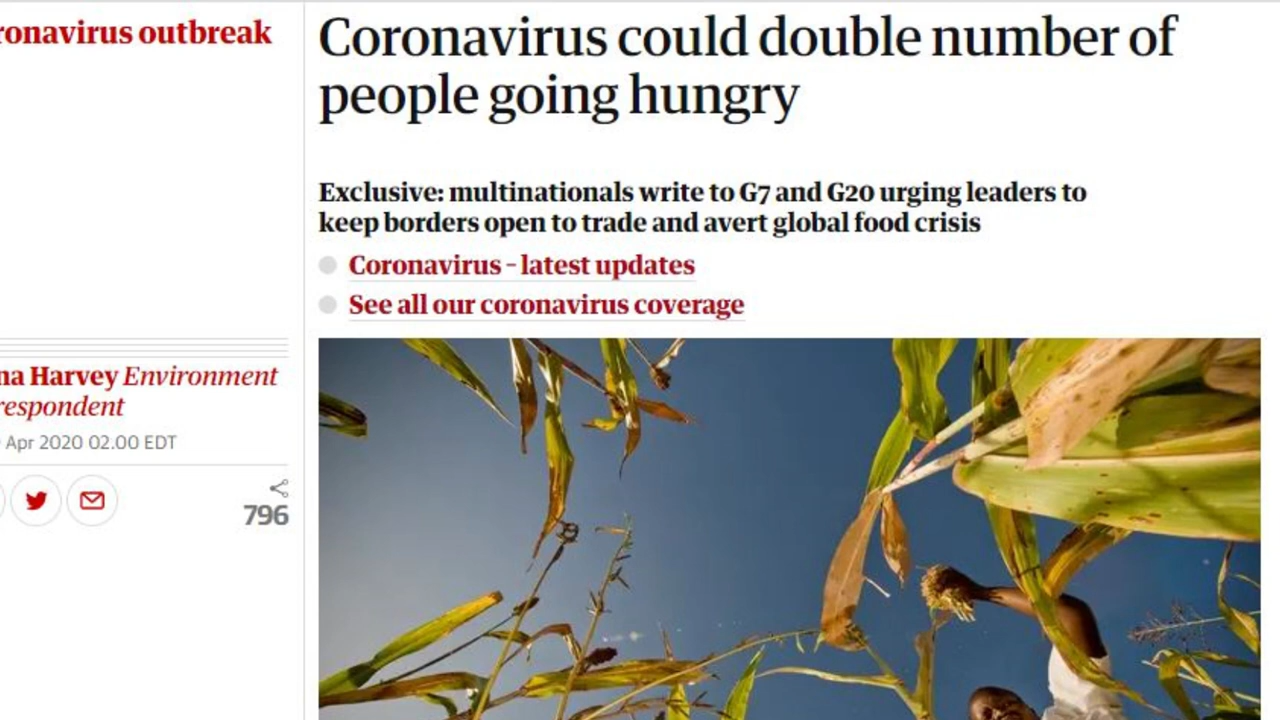 ronavirus outbreak
Coronavirus could double number of
people going hungry
Exclusive: multinationals write to G7 and G20 urging leaders to
keep borders open to trade and avert global food crisis
Coronavirus – latest updates
See all our coronavirus coverage
na Harvey Environment
respondent
Apr 2020 02.00 EDT
796